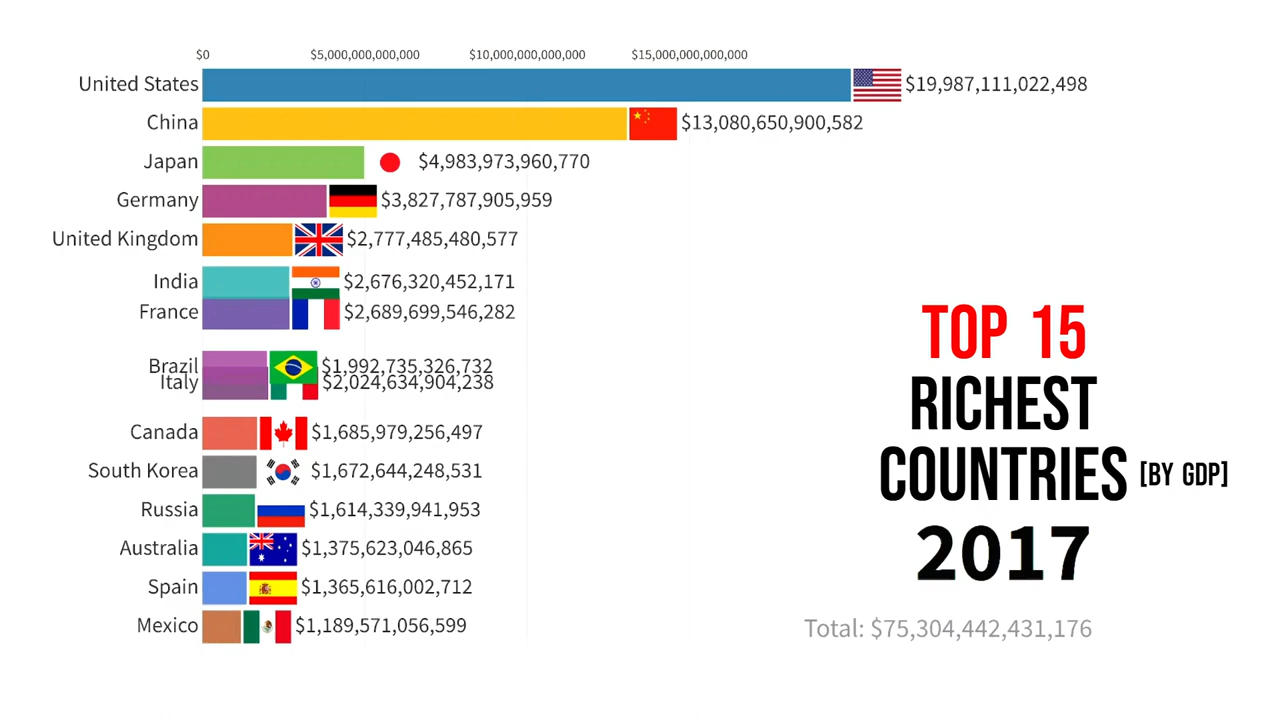 $0 $5,000,000,000,000 $10,000,000,000,000 $15,000,000,000,000
United States $19,987,111,022,498
China $13,080,650,900,582
Japan $4,983,973,960,770
Germany $3,827,787,905,959
United Kingdom $2,777,485,480,577
India $2,676,320,452,171
France $2,689,699,546,282
Brazil $1,992,735,326,732
Italy $2,024,634,904,238
Canada $1,685,979,256,497
South Korea $1,672,644,248,531
Russia $1,614,339,941,953
Australia $1,375,623,046,865
Spain $1,365,616,002,712
Mexico $1,189,571,056,599
TOP 15
RICHEST
COUNTRIES [BY GDP]
2017
Total: $75,304,442,431,176